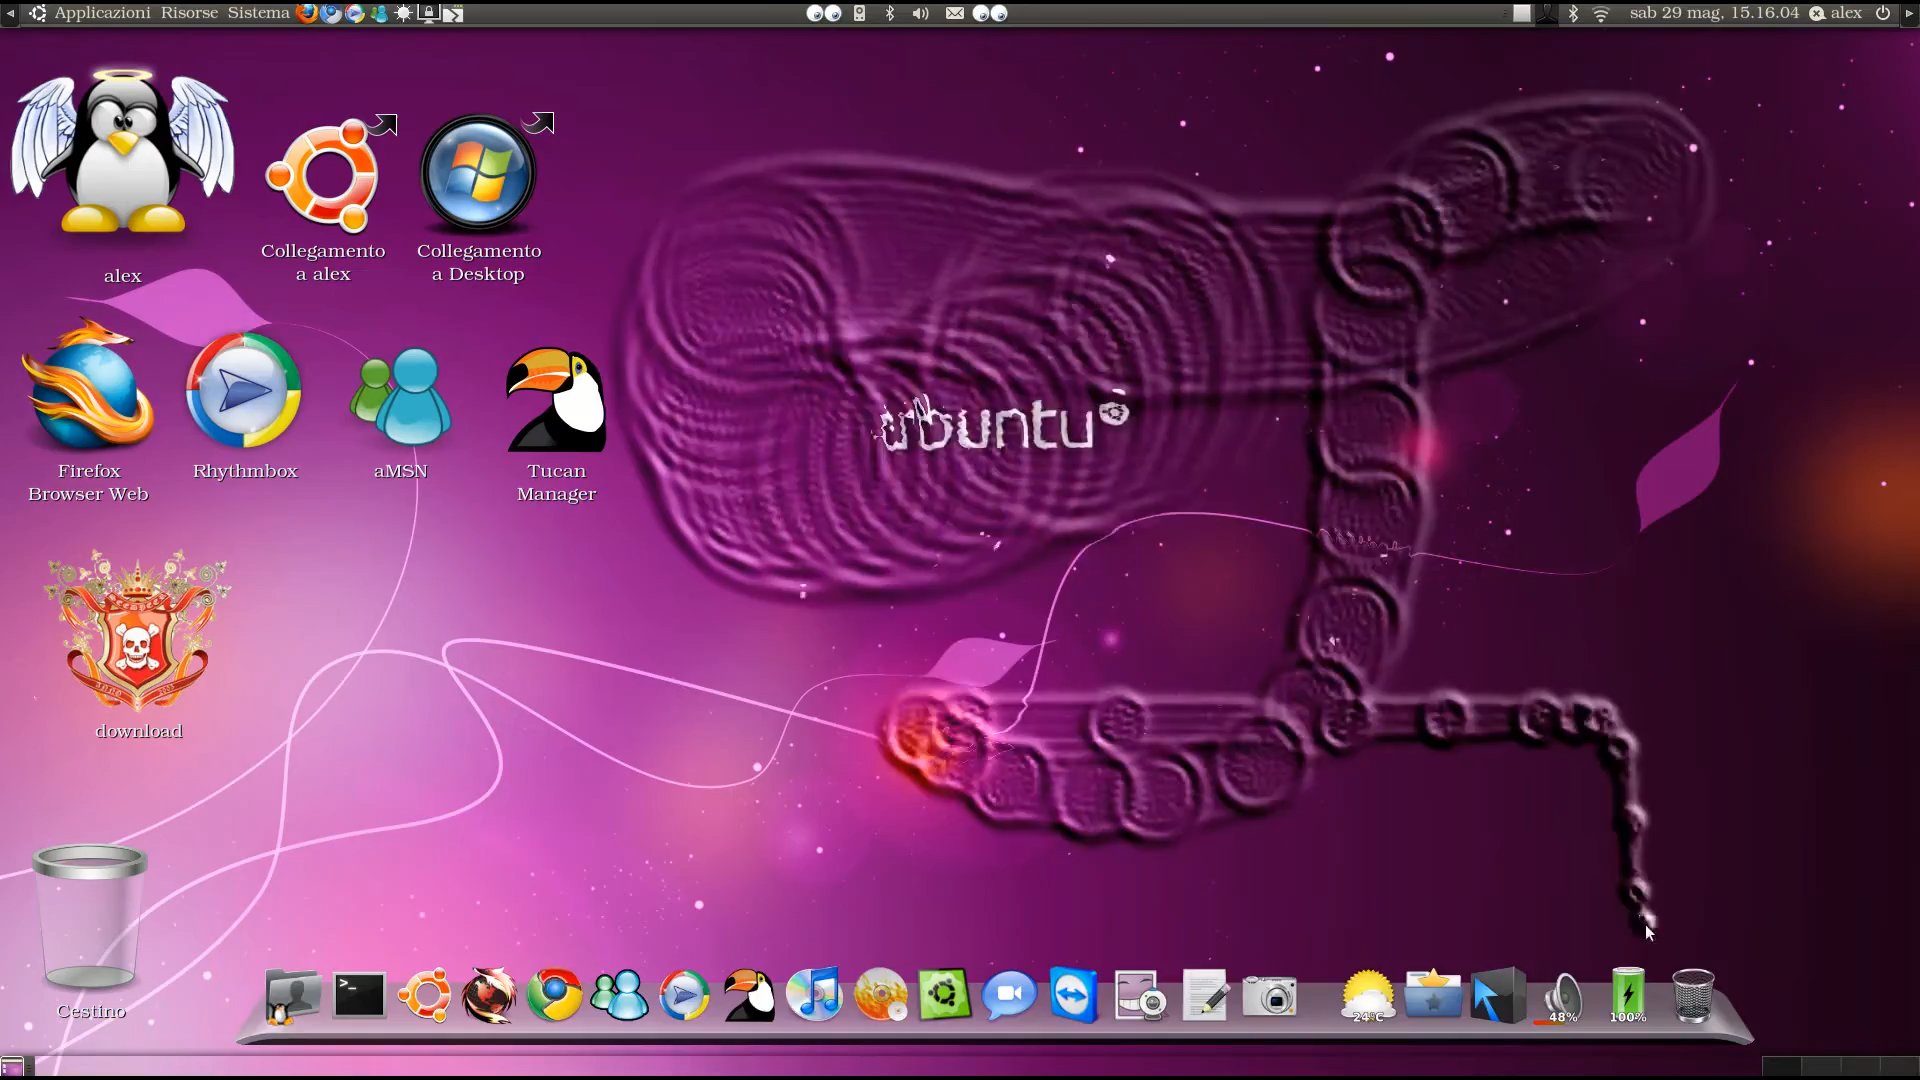 Applicazioni Risorse Sistema
sab 29 mag, 15.16.04
alex
alex
Collegamento
a alex
Collegamento
a Desktop
ubuntu
Firefox
Browser Web
Rhythmbox
aMSN
Tucan
Manager
download
Cestino
>_
24°C
48%
100%